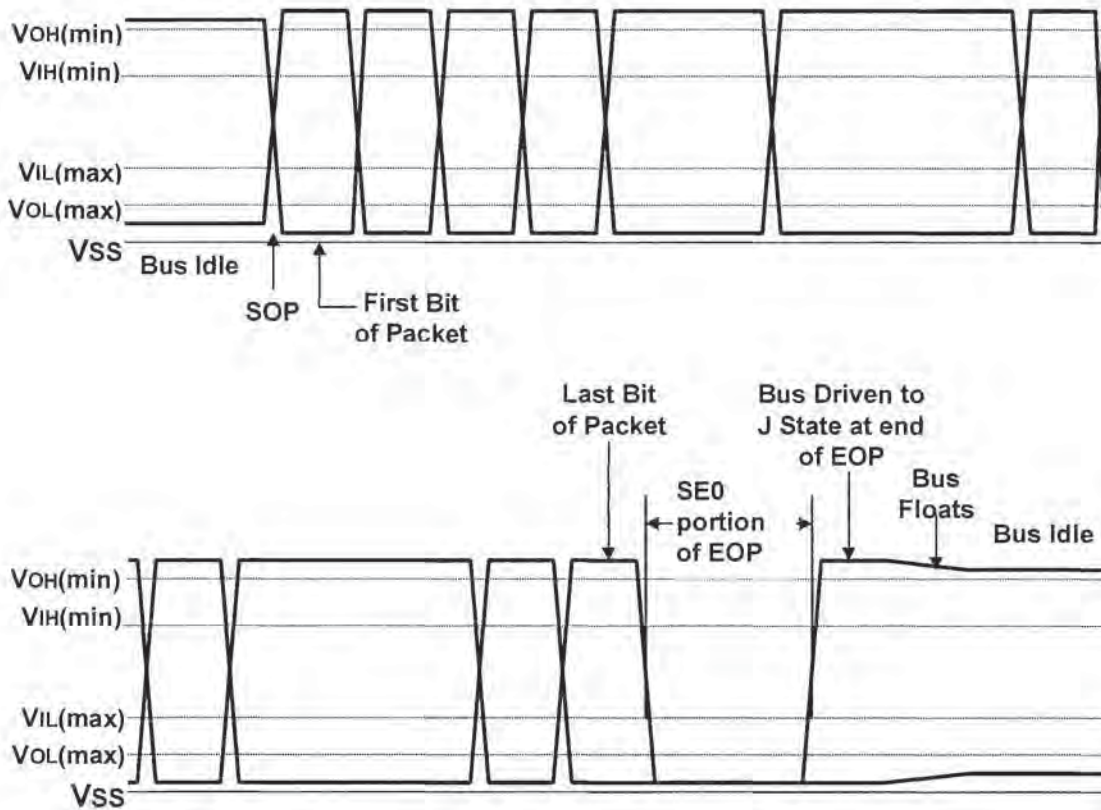 VOH(min)
VIH(min)
VIL(max)
VOL(max)
VSS
Bus Idle
SOP
First Bit
of Packet
Last Bit
of Packet
Bus Driven to
J State at end
of EOP
SE0
portion
of EOP
Bus
Floats
Bus Idle
VOH(min)
VIH(min)
VIL(max)
VOL(max)
VSS